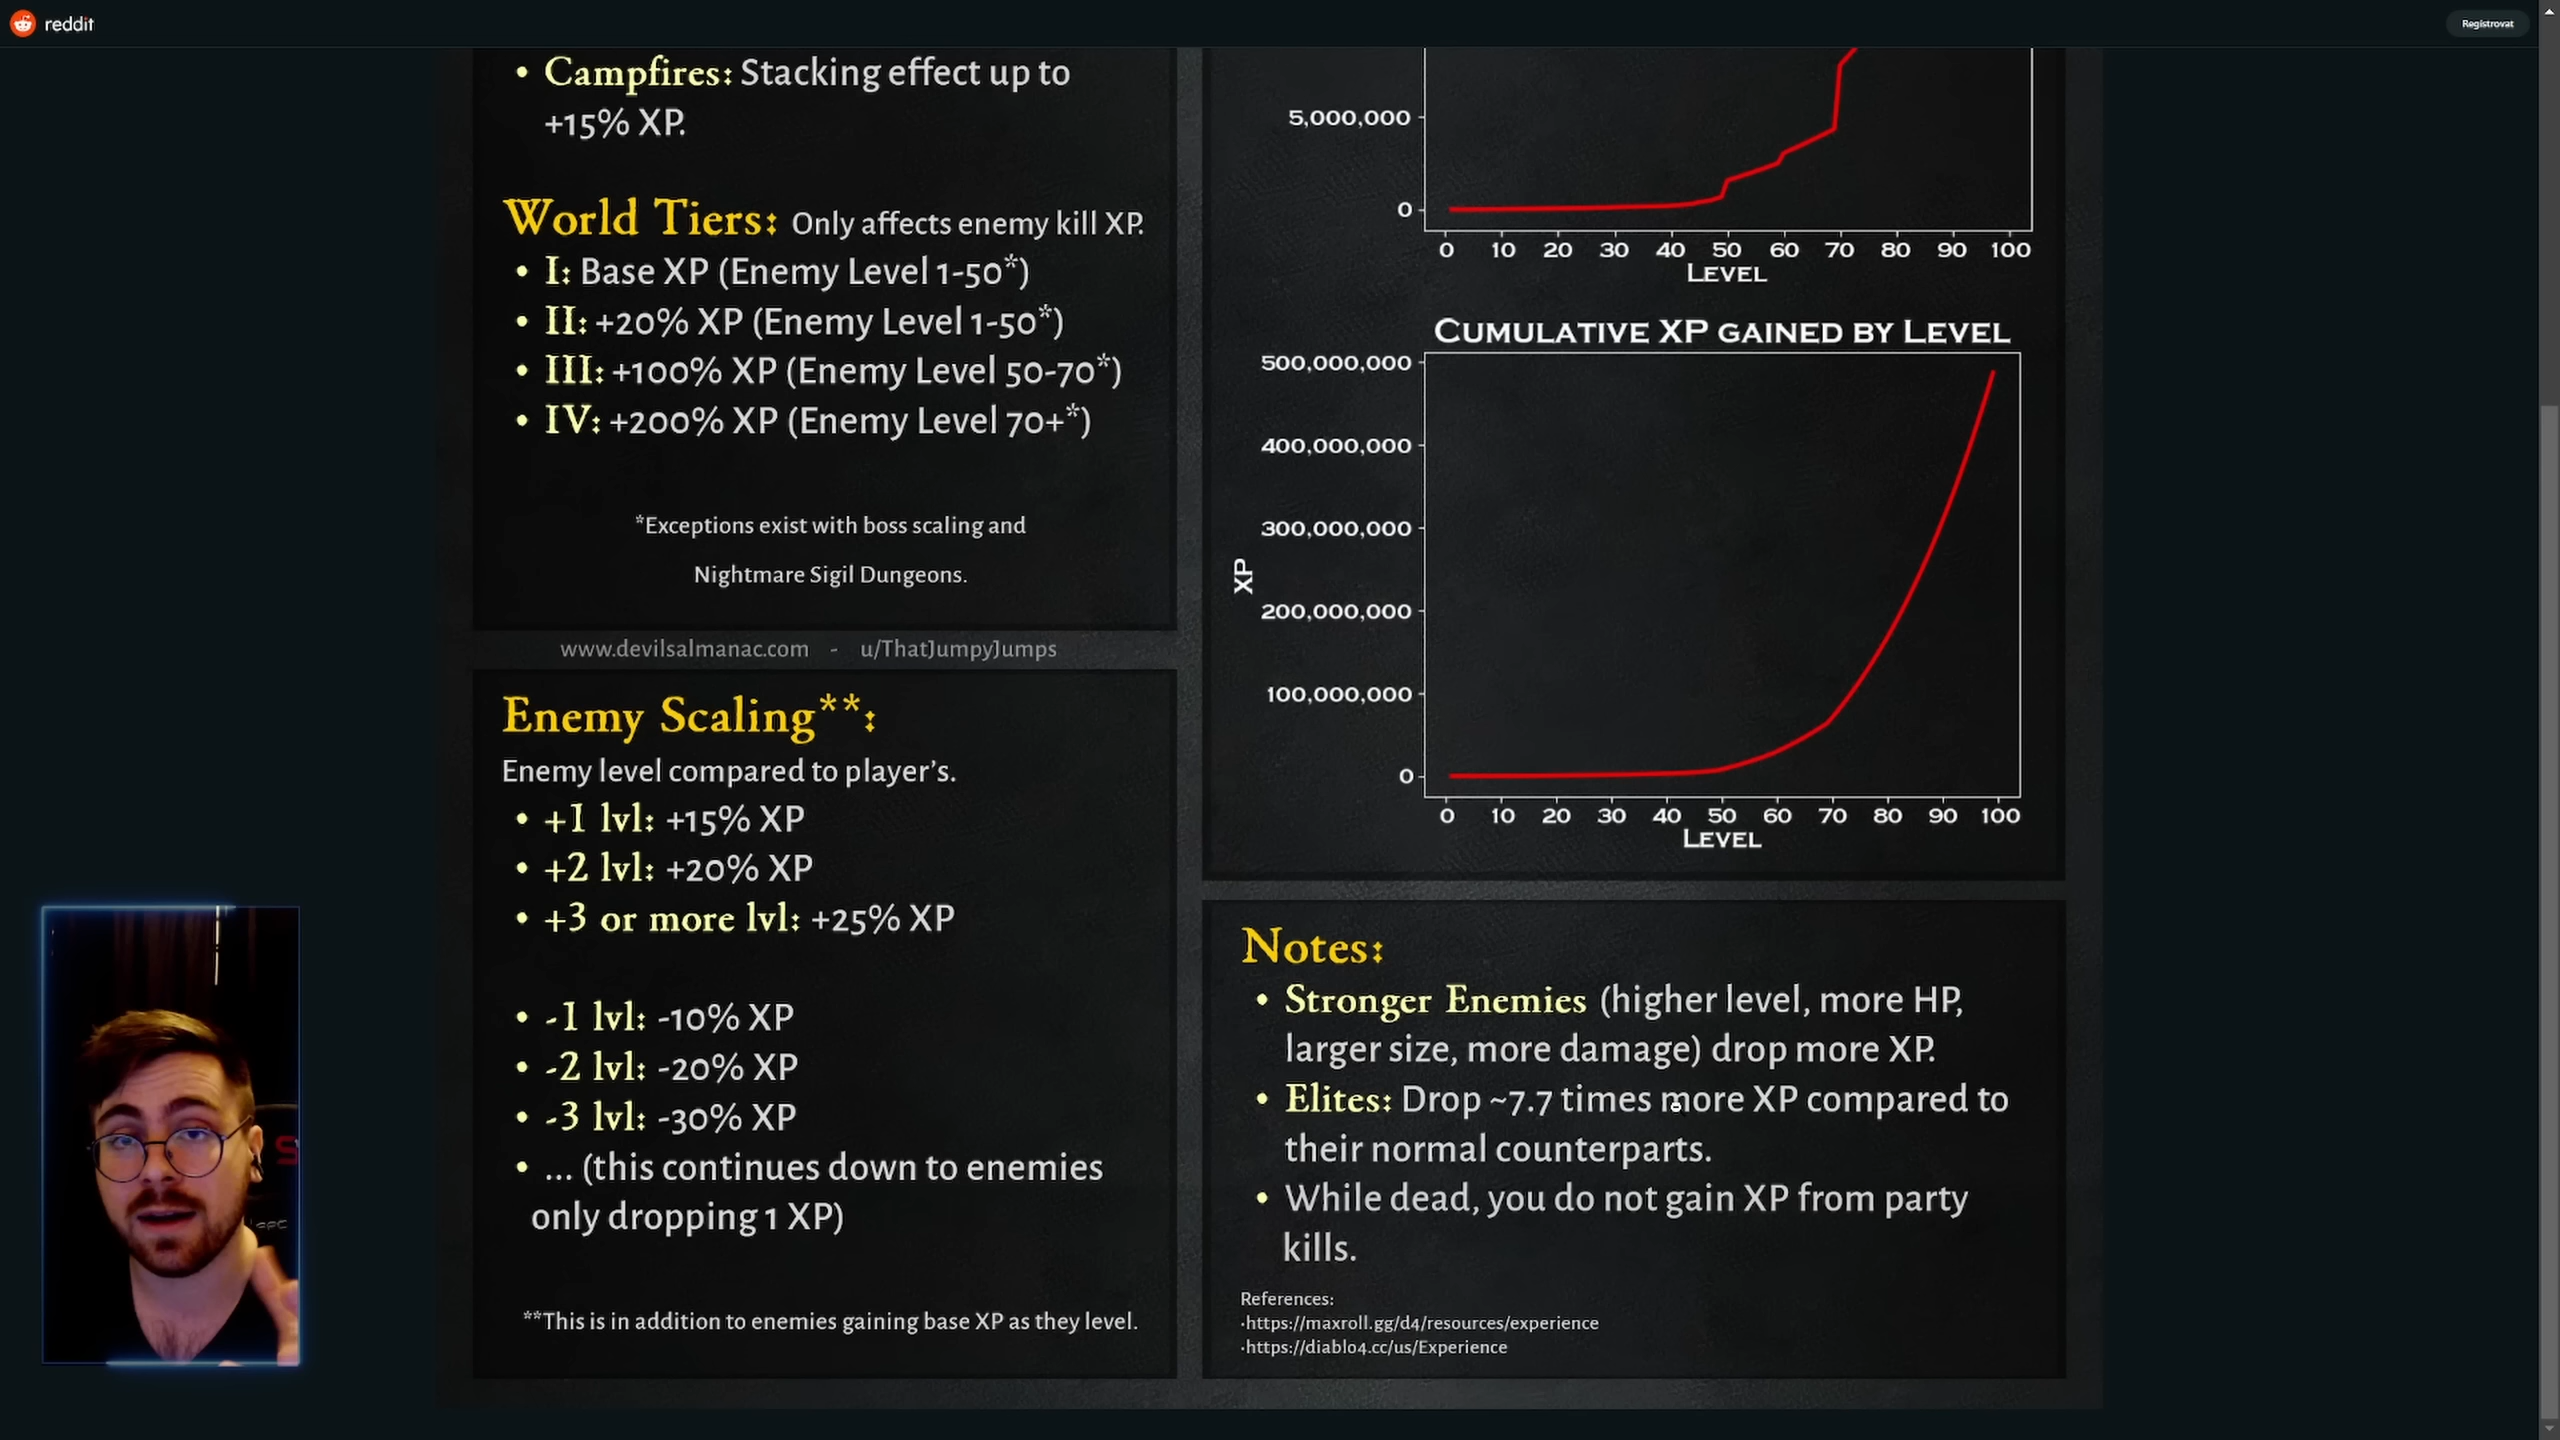 reddit
Registrovat
• Campfires: Stacking effect up to
+15% XP.
World Tiers: Only affects enemy kill XP.
• I: Base XP (Enemy Level 1-50*)
• II: +20% XP (Enemy Level 1-50*)
• III: +100% XP (Enemy Level 50-70*)
• IV: +200% XP (Enemy Level 70+*)
*Exceptions exist with boss scaling and
Nightmare Sigil Dungeons.
www.devilsalmanac.com - u/ThatJumpyJumps
Enemy Scaling**:
Enemy level compared to player's.
• +1 lvl: +15% XP
• +2 lvl: +20% XP
• +3 or more lvl: +25% XP
• -1 lvl: -10% XP
• -2 lvl: -20% XP
• -3 lvl: -30% XP
• ... (this continues down to enemies
only dropping 1 XP)
**This is in addition to enemies gaining base XP as they level.
5,000,000
0
0 10 20 30 40 50 60 70 80 90 100
Level
Cumulative XP gained by Level
500,000,000
400,000,000
300,000,000
200,000,000
100,000,000
0
XP
0 10 20 30 40 50 60 70 80 90 100
Level
Notes:
• Stronger Enemies (higher level, more HP,
larger size, more damage) drop more XP.
• Elites: Drop ~7.7 times more XP compared to
their normal counterparts.
• While dead, you do not gain XP from party
kills.
References:
·https://maxroll.gg/d4/resources/experience
·https://diablo4.cc/us/Experience